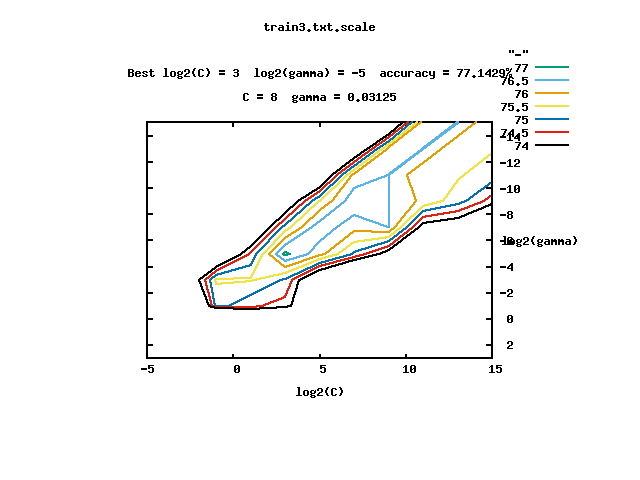 train3.txt.scale
"-"
Best log2(C) = 3  log2(gamma) = -5  accuracy = 77.1429%
77
76.5
C = 8  gamma = 0.03125
76
75.5
75
74.5
74
-14
-12
-10
-8
-6
log2(gamma)
-4
-2
0
2
-5 0 5 10 15
log2(C)